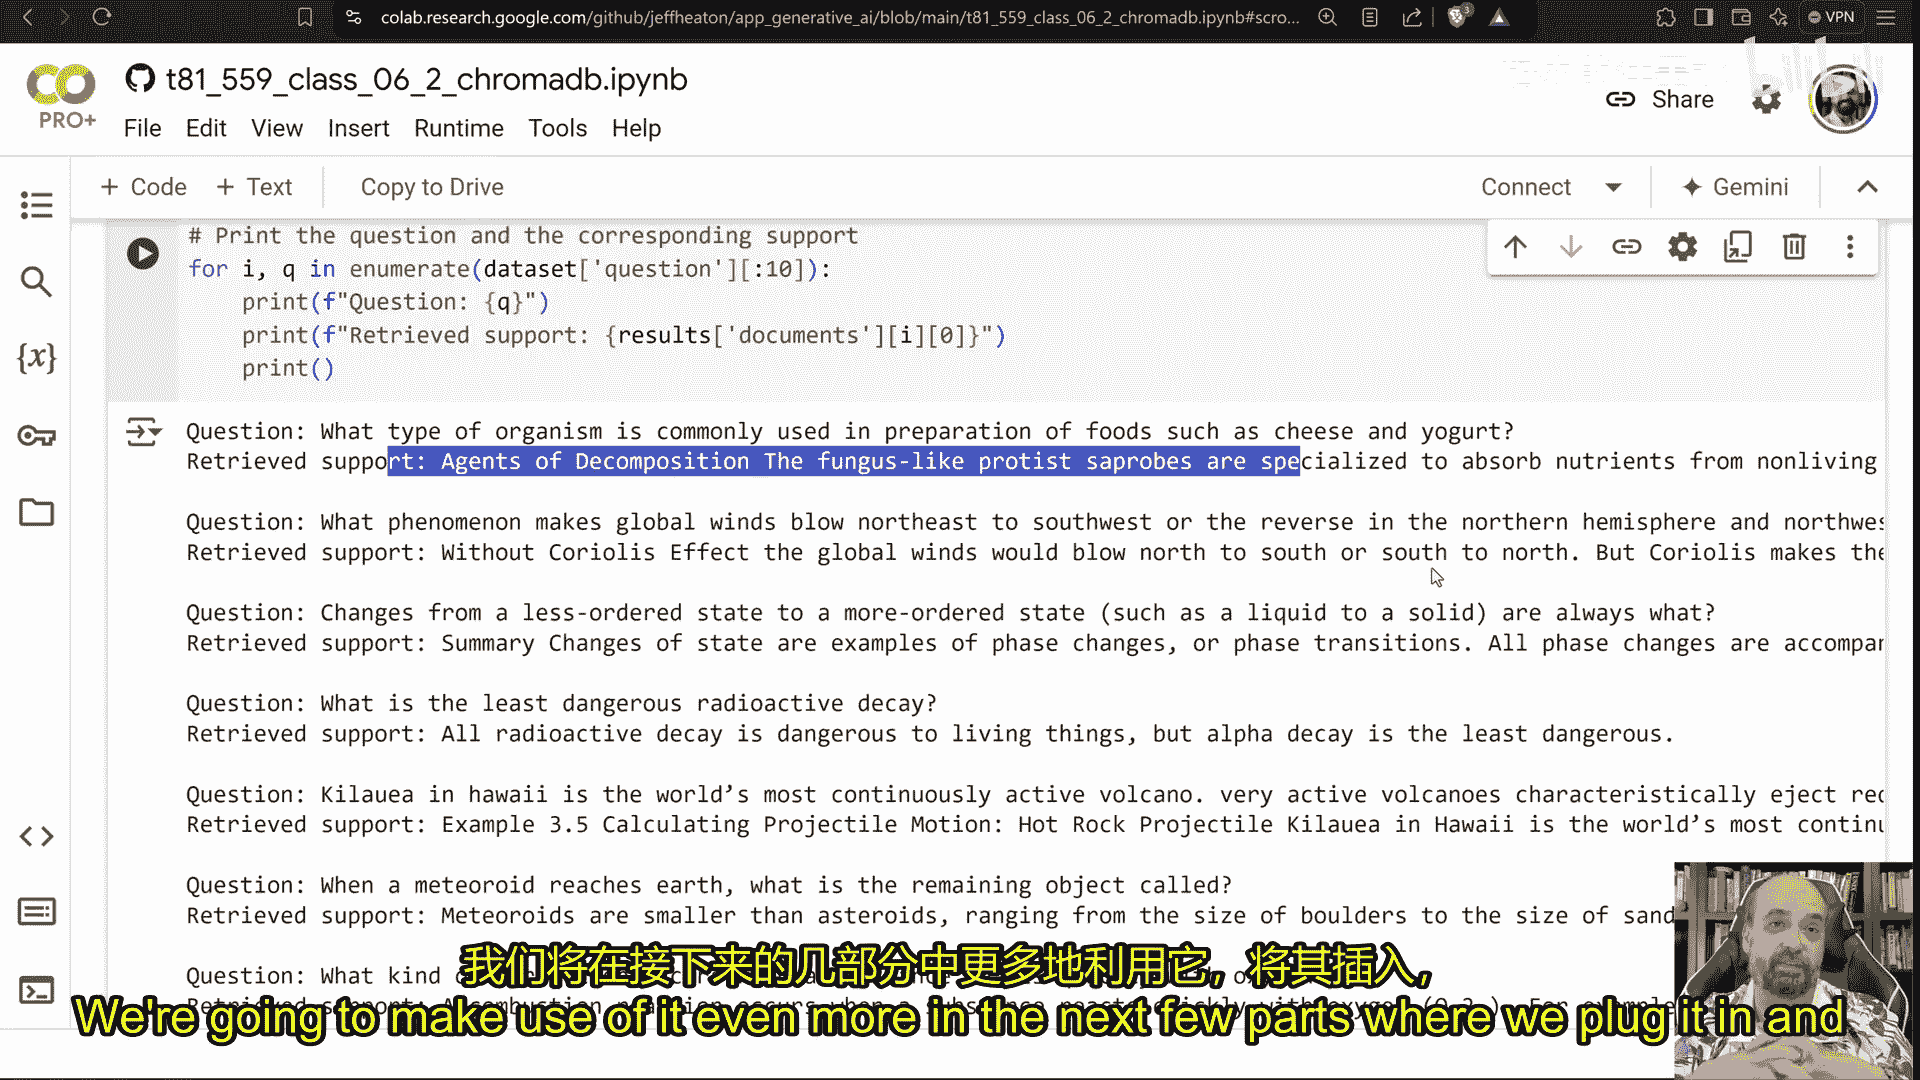 colab.research.google.com/github/jeffheaton/app_generative_ai/blob/main/t81_559_class_06_2_chromadb.ipynb#scro...
3
VPN
CO
PRO+
t81_559_class_06_2_chromadb.ipynb
File Edit View Insert Runtime Tools Help
Share
+ Code + Text Copy to Drive
Connect Gemini
# Print the question and the corresponding support
for i, q in enumerate(dataset['question'][:10]):
print(f"Question: {q}")
print(f"Retrieved support: {results['documents'][i][0]}")
print()
{x}
Question: What type of organism is commonly used in preparation of foods such as cheese and yogurt?
Retrieved support: Agents of Decomposition The fungus-like protist saprobes are specialized to absorb nutrients from nonliving
Question: What phenomenon makes global winds blow northeast to southwest or the reverse in the northern hemisphere and northwes
Retrieved support: Without Coriolis Effect the global winds would blow north to south or south to north. But Coriolis makes the
Question: Changes from a less-ordered state to a more-ordered state (such as a liquid to a solid) are always what?
Retrieved support: Summary Changes of state are examples of phase changes, or phase transitions. All phase changes are accompan
Question: What is the least dangerous radioactive decay?
Retrieved support: All radioactive decay is dangerous to living things, but alpha decay is the least dangerous.
Question: Kilauea in hawaii is the world’s most continuously active volcano. very active volcanoes characteristically eject red
Retrieved support: Example 3.5 Calculating Projectile Motion: Hot Rock Projectile Kilauea in Hawaii is the world’s most continu
Question: When a meteoroid reaches earth, what is the remaining object called?
Retrieved support: Meteoroids are smaller than asteroids, ranging from the size of boulders to the size of sand
Question: What kind
我们将在接下来的几部分中更多地利用它，将其插入，
We're going to make use of it even more in the next few parts where we plug it in and